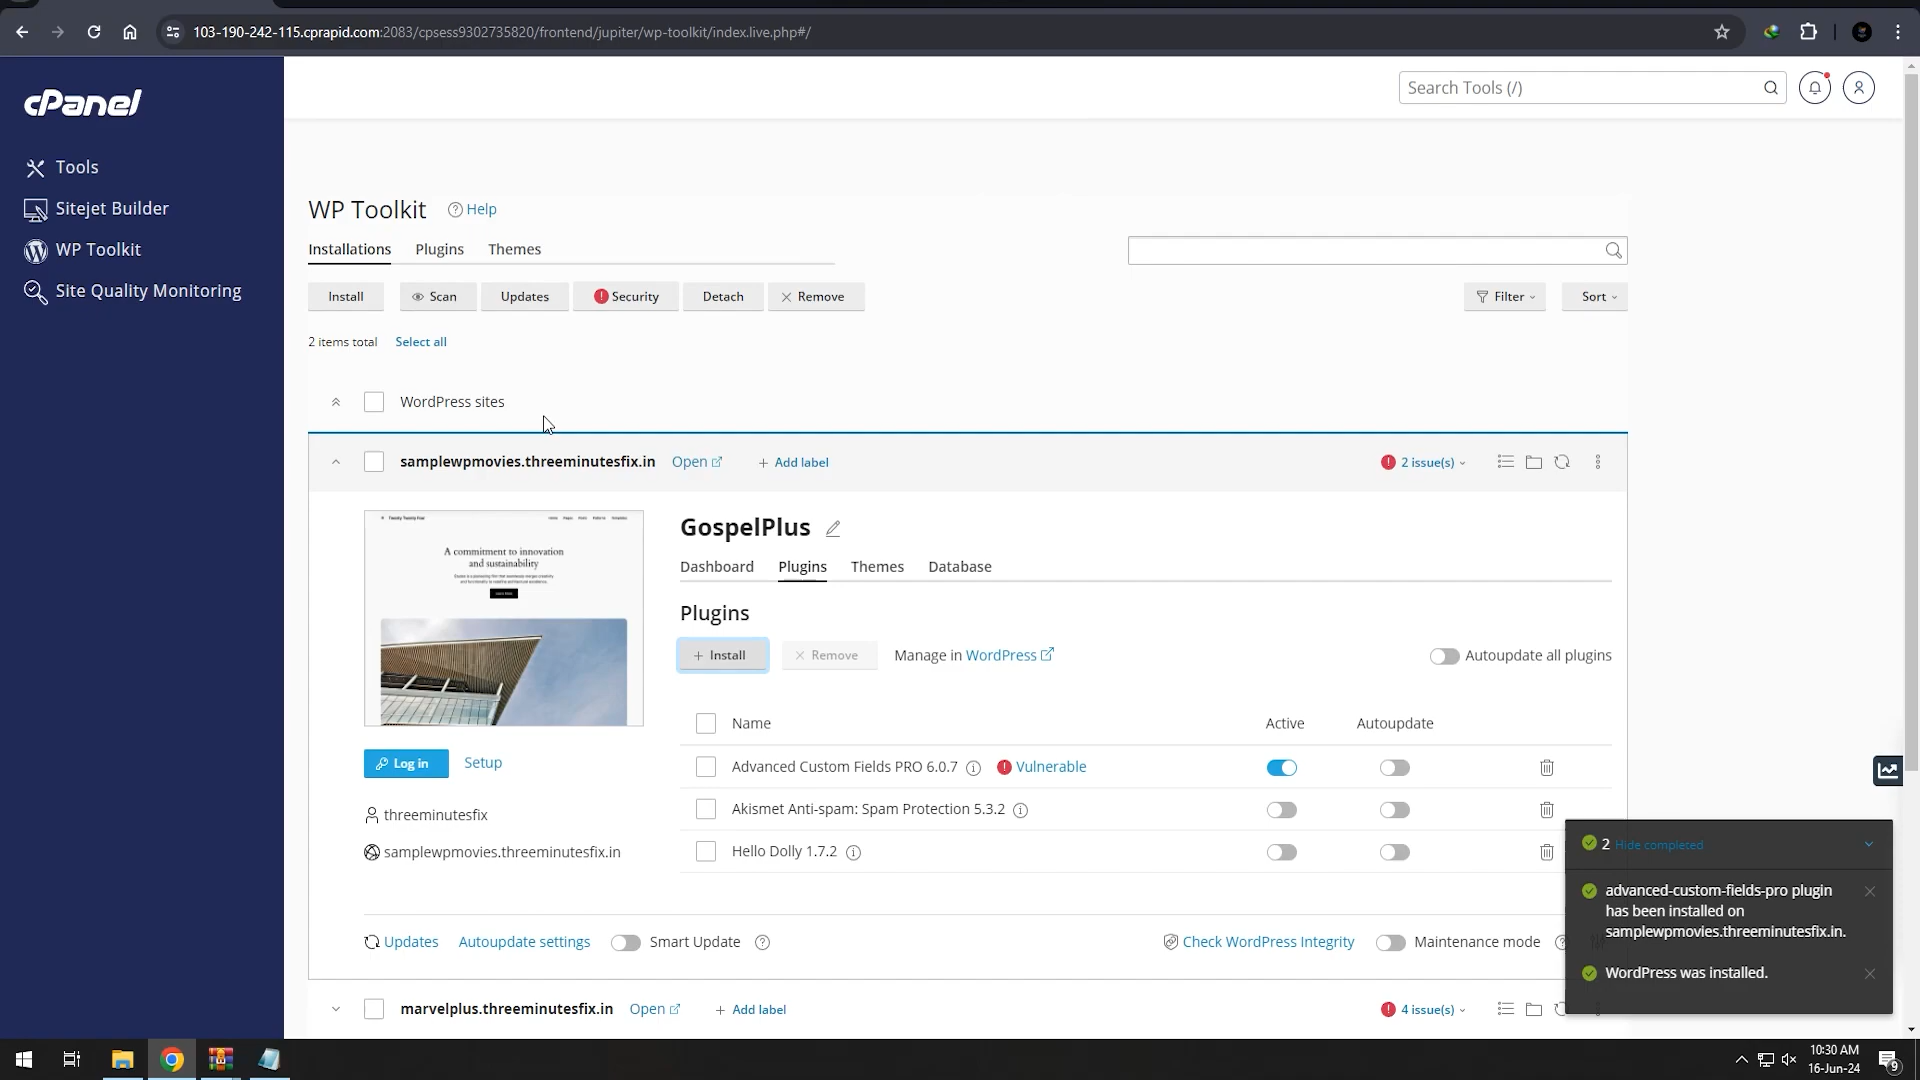 103-190-242-115.cprapid.com:2083/cpsess9302735820/frontend/jupiter/wp-toolkit/index.live.php#/
cPanel
Search Tools (/)
Tools
Sitejet Builder
WP Toolkit
Site Quality Monitoring
WP Toolkit
Help
Installations
Plugins
Themes
Install
Scan
Updates
Security
Detach
Remove
Filter
Sort
2 items total
Select all
WordPress sites
samplewpmovies.threeminutesfix.in
Open
+ Add label
2 issue(s)
A commitment to innovation
and sustainability
GospelPlus
Dashboard
Plugins
Themes
Database
Plugins
+ Install
Remove
Manage in WordPress
Autoupdate all plugins
Name
Active
Autoupdate
Advanced Custom Fields PRO 6.0.7
Vulnerable
Akismet Anti-spam: Spam Protection 5.3.2
Hello Dolly 1.7.2
Log in
Setup
threeminutesfix
samplewpmovies.threeminutesfix.in
Updates
Autoupdate settings
Smart Update
Check WordPress Integrity
Maintenance mode
2 Hide completed
advanced-custom-fields-pro plugin
has been installed on
samplewpmovies.threeminutesfix.in.
WordPress was installed.
marvelplus.threeminutesfix.in
Open
+ Add label
4 issue(s)
10:30 AM
16-Jun-24
9